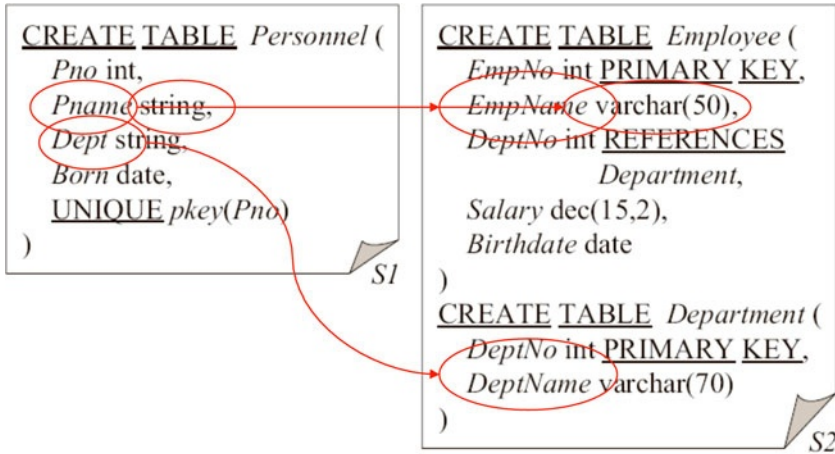 CREATE TABLE Personnel (
Pno int,
Pname string,
Dept string,
Born date,
UNIQUE pkey(Pno)
)
S1
CREATE TABLE Employee (
EmpNo int PRIMARY KEY,
EmpName varchar(50),
DeptNo int REFERENCES
Department,
Salary dec(15,2),
Birthdate date
)
CREATE TABLE Department (
DeptNo int PRIMARY KEY,
DeptName varchar(70)
)
S2